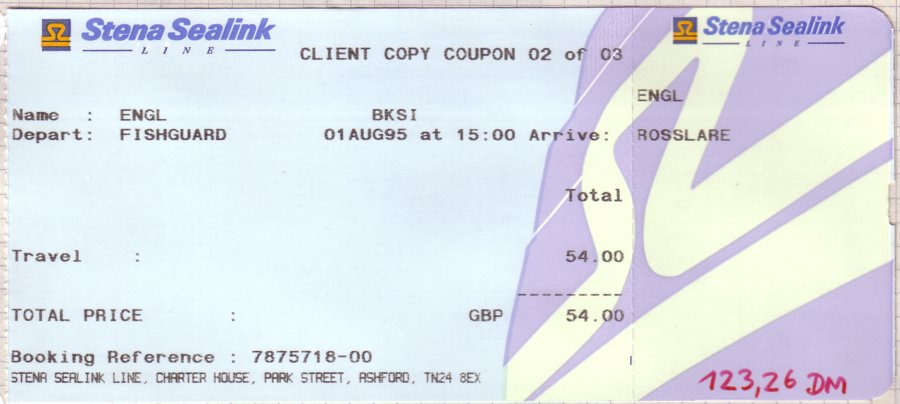 Stena Sealink
LINE
Stena Sealink
LINE
CLIENT COPY COUPON 02 of 03
ENGL
Name : ENGL BKSI
Depart: FISHGUARD 01AUG95 at 15:00 Arrive: ROSSLARE
Total
Travel : 54.00
TOTAL PRICE : GBP 54.00
Booking Reference : 7875718-00
STENA SEALINK LINE, CHARTER HOUSE, PARK STREET, ASHFORD, TN24 8EX
123,26 DM